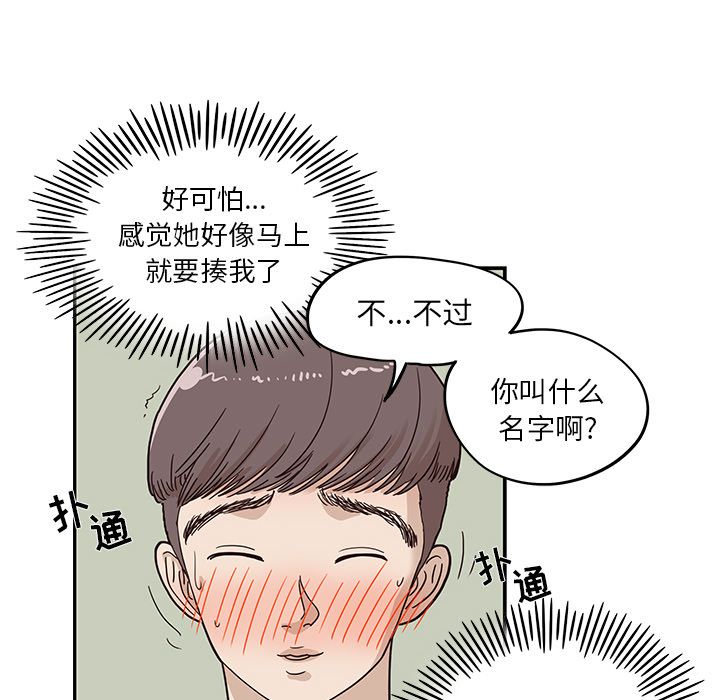 好可怕...
感觉她好像马上
就要揍我了
不...不过
你叫什么
名字啊?
扑通
扑通